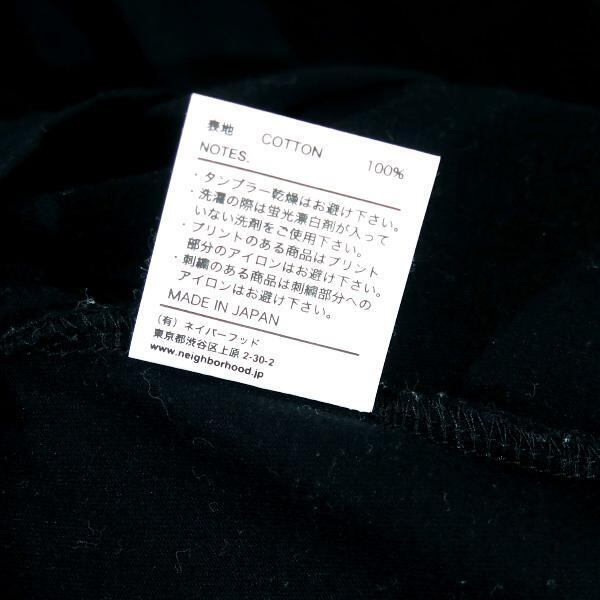 表地 COTTON 100%
NOTES.
・タンブラー乾燥はお避け下さい。
・洗濯の際は蛍光漂白剤が入って
いない洗剤をご使用下さい。
・プリントのある商品はプリント
部分のアイロンはお避け下さい。
・刺繍のある商品は刺繍部分への
アイロンはお避け下さい。
MADE IN JAPAN
（有）ネイバーフッド
東京都渋谷区上原 2-30-2
www.neighborhood.jp